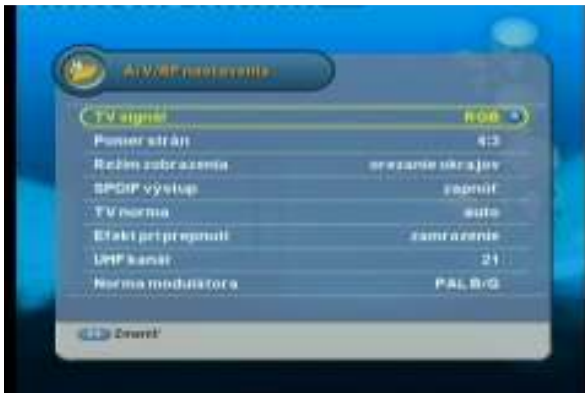 A/V/RF nastavenia
TV signál RGB
Pomer strán 4:3
Režim zobrazenia orezanie okrajov
SPDIF výstup zapnúť
TV norma auto
Efekt pri prepnutí zamrazenie
UHF kanál 21
Norma modulátora PAL B/G
Zmeniť